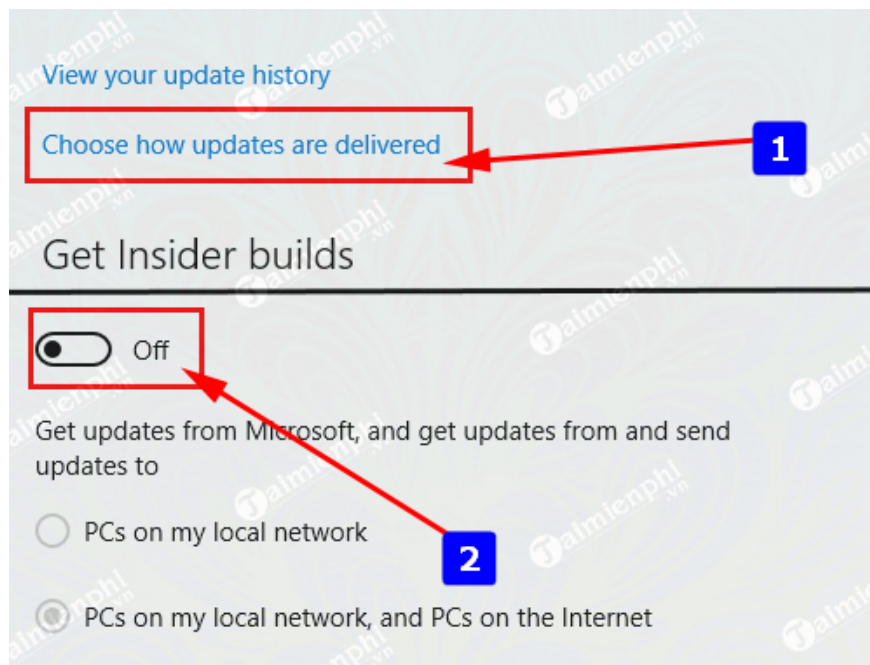 View your update history
Choose how updates are delivered
1
Get Insider builds
Off
Get updates from Microsoft, and get updates from and send
updates to
PCs on my local network
2
PCs on my local network, and PCs on the Internet
Taimienphi
.vn